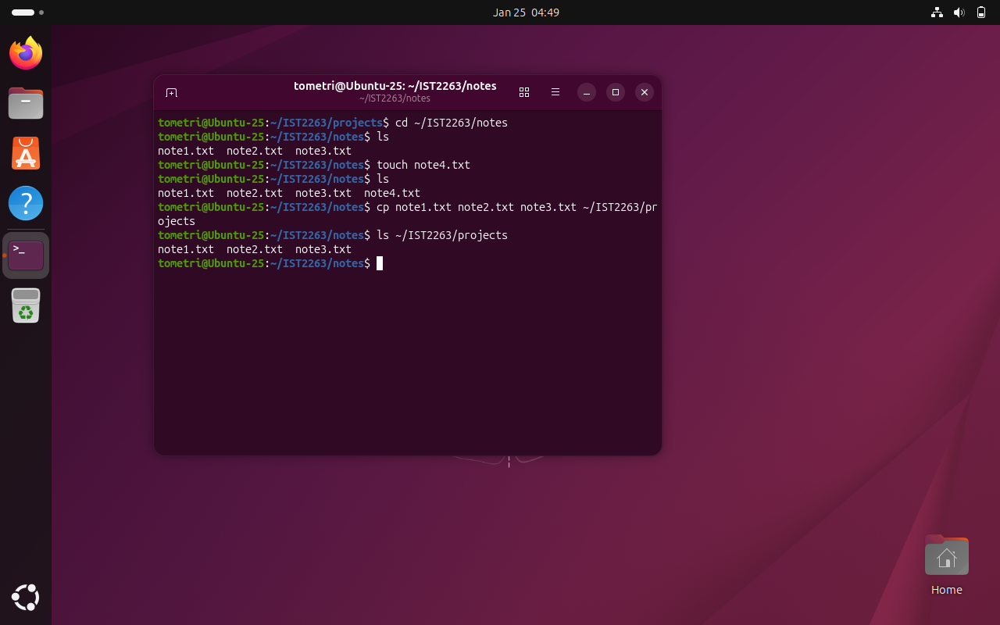 Jan 25 04:49
tometri@Ubuntu-25: ~/IST2263/notes
~/IST2263/notes
tometri@Ubuntu-25:~/IST2263/projects$ cd ~/IST2263/notes
tometri@Ubuntu-25:~/IST2263/notes$ ls
note1.txt  note2.txt  note3.txt
tometri@Ubuntu-25:~/IST2263/notes$ touch note4.txt
tometri@Ubuntu-25:~/IST2263/notes$ ls
note1.txt  note2.txt  note3.txt  note4.txt
tometri@Ubuntu-25:~/IST2263/notes$ cp note1.txt note2.txt note3.txt ~/IST2263/pr
ojects
tometri@Ubuntu-25:~/IST2263/notes$ ls ~/IST2263/projects
note1.txt  note2.txt  note3.txt
tometri@Ubuntu-25:~/IST2263/notes$
Home